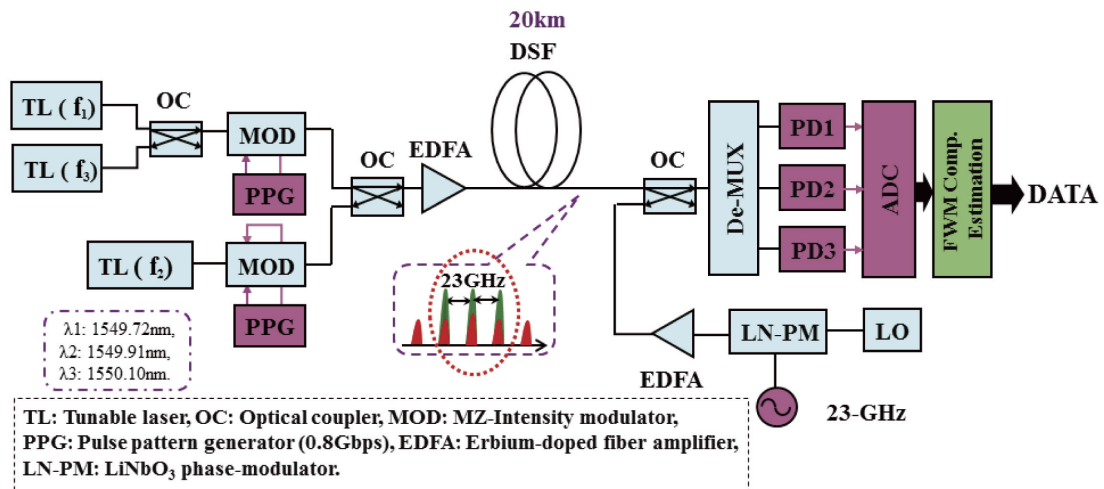 20km
DSF
TL ( f1)
OC
MOD
PPG
TL ( f3)
OC
EDFA
TL ( f2)
MOD
PPG
23GHz
λ1: 1549.72nm,
λ2: 1549.91nm,
λ3: 1550.10nm.
OC
De-MUX
PD1
PD2
PD3
ADC
FWM Comp.
Estimation
DATA
EDFA
LN-PM
LO
23-GHz
TL: Tunable laser, OC: Optical coupler, MOD: MZ-Intensity modulator,
PPG: Pulse pattern generator (0.8Gbps), EDFA: Erbium-doped fiber amplifier,
LN-PM: LiNbO3 phase-modulator.